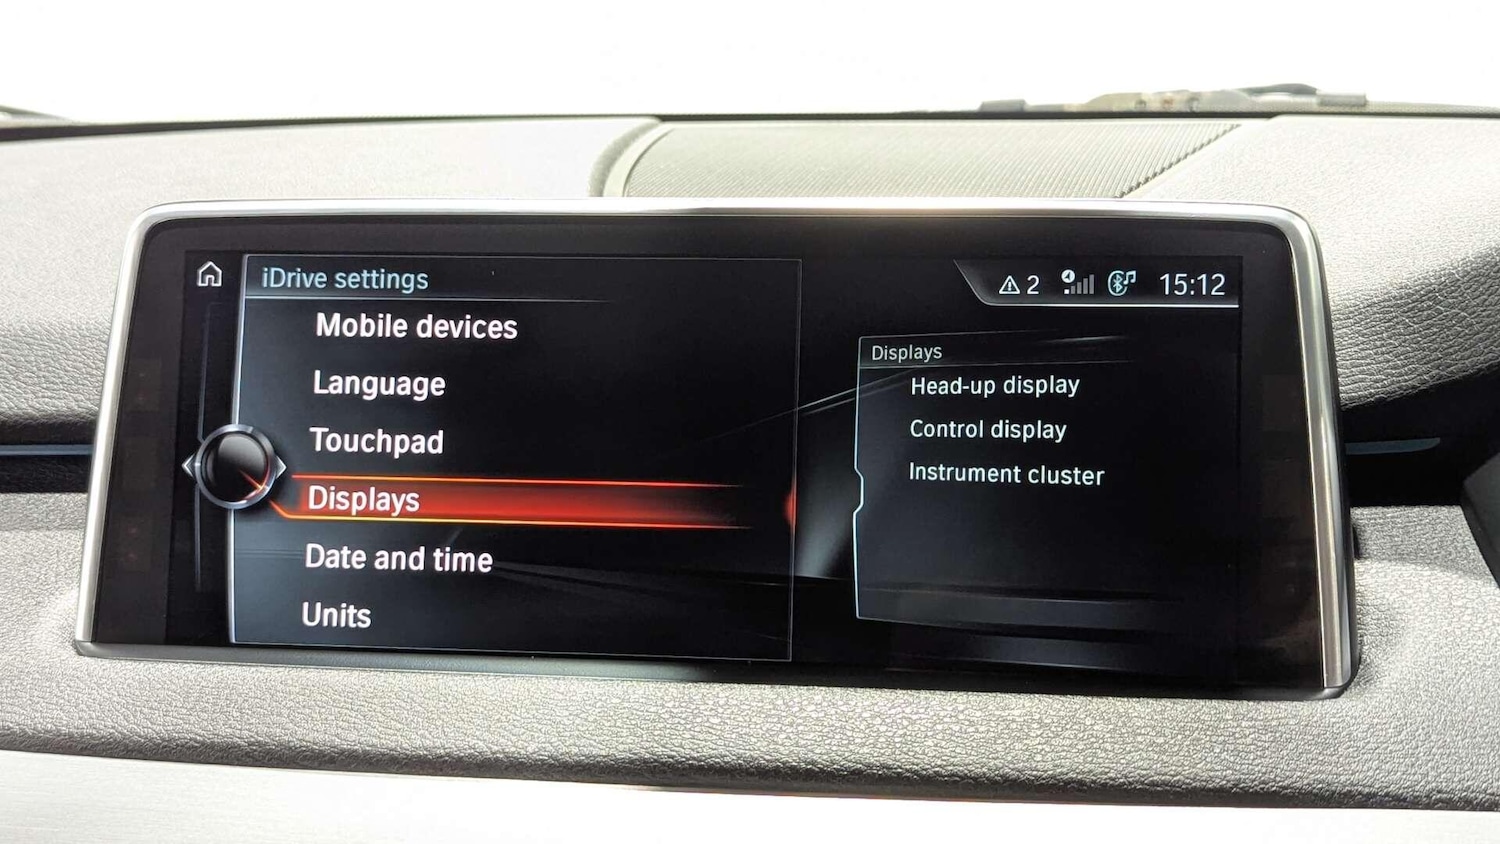 iDrive settings
2 15:12
Mobile devices
Language
Touchpad
Displays
Date and time
Units
Displays
Head-up display
Control display
Instrument cluster